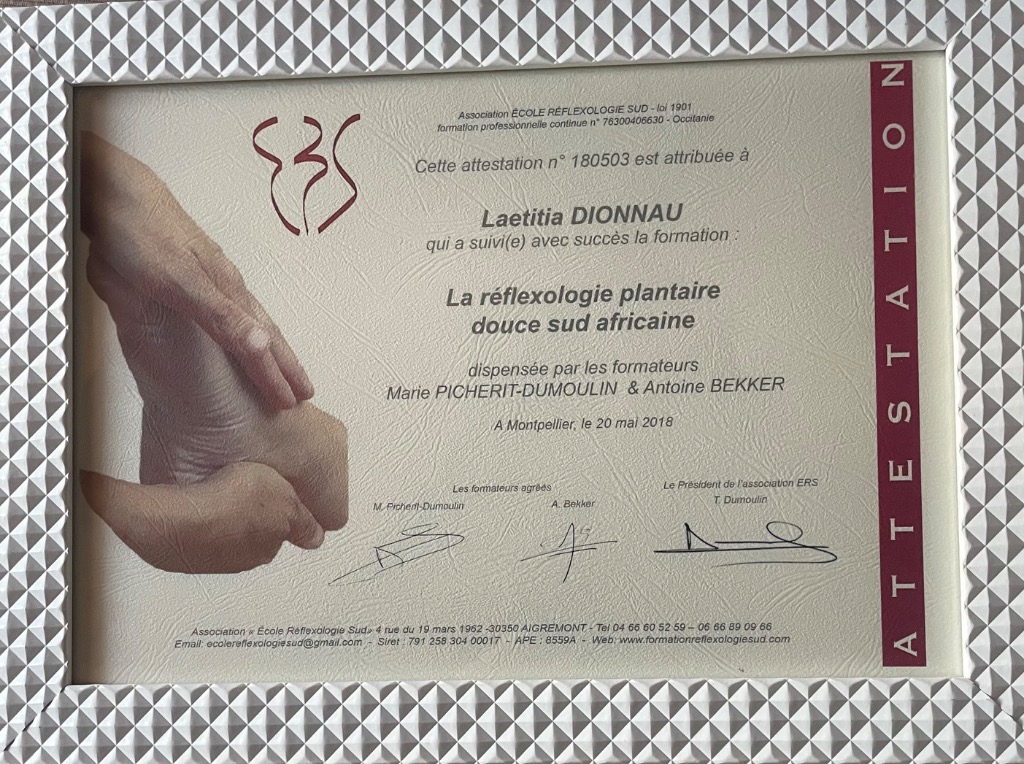 Association ÉCOLE RÉFLEXOLOGIE SUD - loi 1901
formation professionnelle continue n° 76300406630 - Occitanie
Cette attestation n° 180503 est attribuée à
Laetitia DIONNAU
qui a suivi(e) avec succès la formation :
La réflexologie plantaire
douce sud africaine
dispensée par les formateurs
Marie PICHERIT-DUMOULIN & Antoine BEKKER
A Montpellier, le 20 mai 2018
Les formateurs agréés
M. Picherit-Dumoulin
A. Bekker
Le Président de l'association ERS
T. Dumoulin
Association « École Réflexologie Sud» 4 rue du 19 mars 1962 -30350 AIGREMONT - Tel 04 66 60 52 59 – 06 66 89 09 66
Email: ecolereflexologiesud@gmail.com - Siret : 791 258 304 00017 - APE : 8559A - Web: www.formationreflexologiesud.com
ATTESTATION